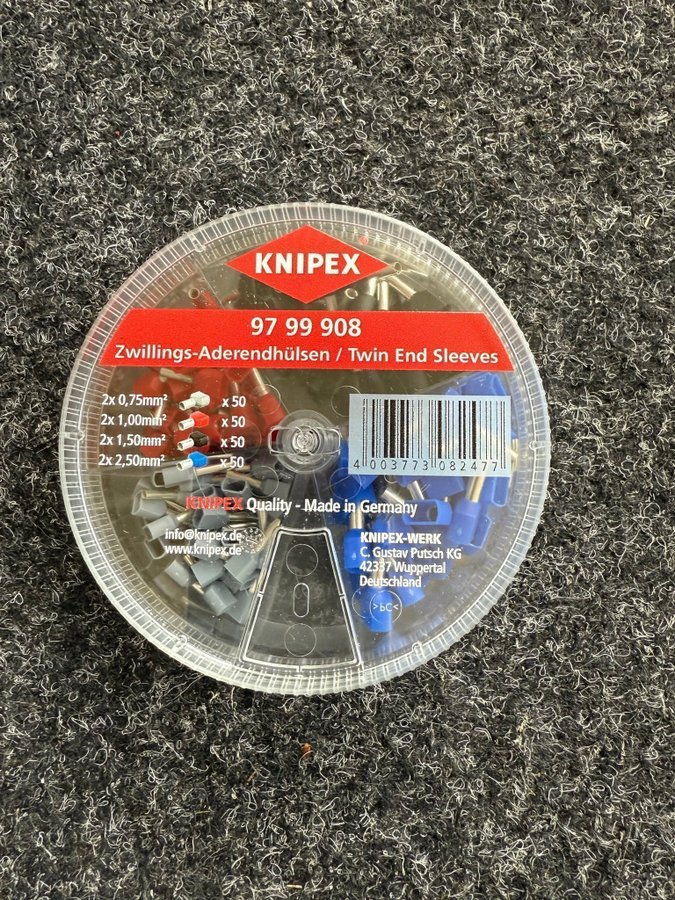 KNIPEX
97 99 908
Zwillings-Aderendhülsen / Twin End Sleeves
2x 0,75mm² x 50
2x 1,00mm² x 50
2x 1,50mm² x 50
2x 2,50mm² x 50
4 003773 082477
KNIPEX Quality - Made in Germany
info@knipex.de
www.knipex.de
KNIPEX-WERK
C. Gustav Putsch KG
42337 Wuppertal
Deutschland
>PC<